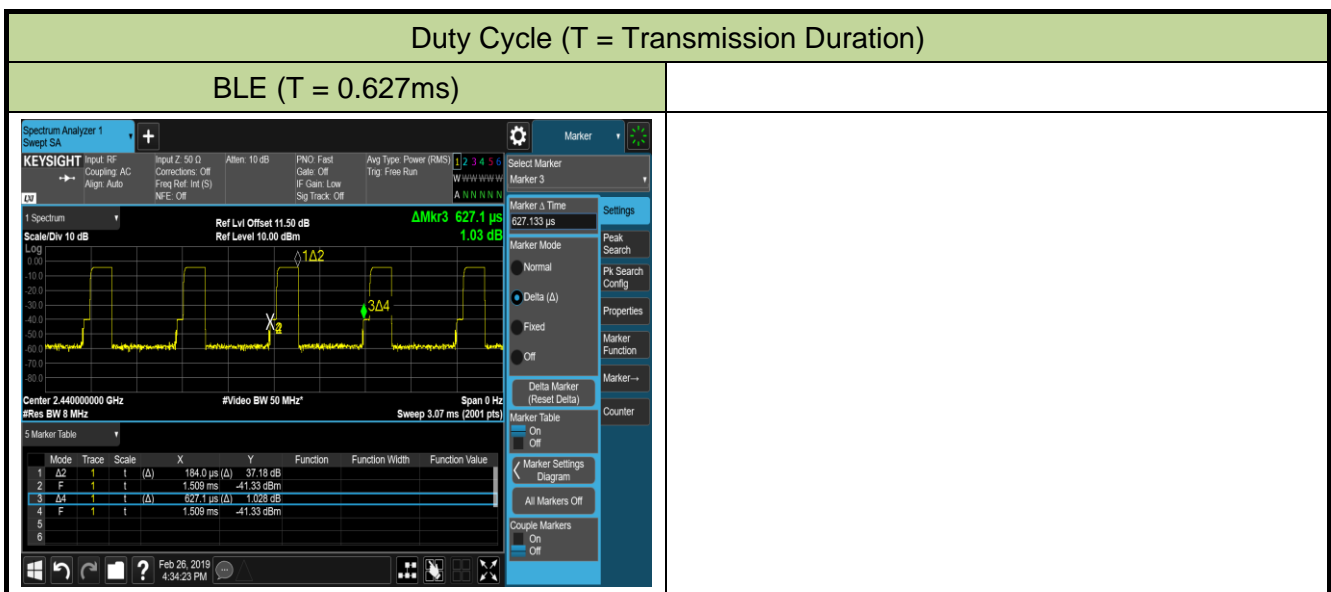 Duty Cycle (T = Transmission Duration)
BLE (T = 0.627ms)
Spectrum Analyzer 1
Swept SA
Marker
KEYSIGHT
Input: RF
Coupling: AC
Align: Auto
Input Z: 50 Ω
Corrections: Off
Freq Ref: Int (S)
NFE: Off
Atten: 10 dB
PNO: Fast
Gate: Off
IF Gain: Low
Sig Track: Off
Avg Type: Power (RMS)
Trig: Free Run
1 2 3 4 5 6
W W W W W W
A N N N N N
LXI
Select Marker
Marker 3
1 Spectrum
Scale/Div 10 dB
Ref Lvl Offset 11.50 dB
Ref Level 10.00 dBm
ΔMkr3 627.1 µs
1.03 dB
Log
0.00
-10.0
-20.0
-30.0
-40.0
-50.0
-60.0
-70.0
-80.0
1Δ2
3Δ4
2
Center 2.440000000 GHz
#Res BW 8 MHz
#Video BW 50 MHz*
Span 0 Hz
Sweep 3.07 ms (2001 pts)
5 Marker Table
Mode Trace Scale X Y Function Function Width Function Value
1 Δ2 1 t (Δ) 184.0 µs (Δ) 37.18 dB
2 F 1 t 1.509 ms -41.33 dBm
3 Δ4 1 t (Δ) 627.1 µs (Δ) 1.028 dB
4 F 1 t 1.509 ms -41.33 dBm
5
6
Marker Δ Time
627.133 µs
Marker Mode
Normal
Delta (Δ)
Fixed
Off
Delta Marker
(Reset Delta)
Marker Table
On
Off
Marker Settings
Diagram
All Markers Off
Couple Markers
On
Off
Settings
Peak
Search
Pk Search
Config
Properties
Marker
Function
Marker→
Counter
Feb 26, 2019
4:34:23 PM